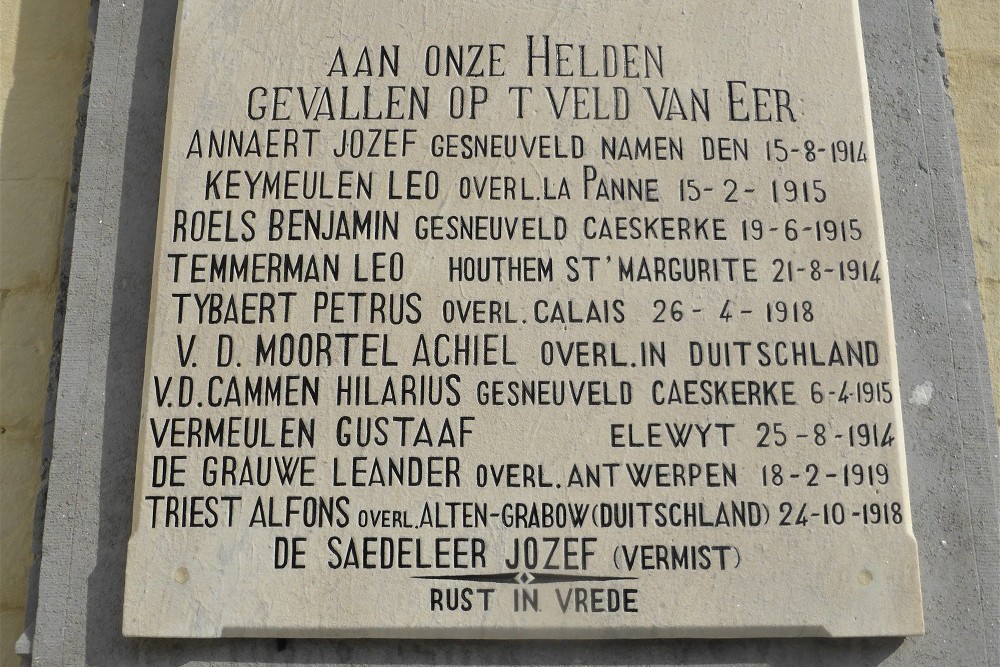 AAN ONZE HELDEN
GEVALLEN OP T VELD VAN EER
ANNAERT JOZEF GESNEUVELD NAMEN DEN 15-8-1914
KEYMEULEN LEO OVERL. LA PANNE 15-2-1915
ROELS BENJAMIN GESNEUVELD CAESKERKE 19-6-1915
TEMMERMAN LEO HOUTHEM ST' MARGURITE 21-8-1914
TYBAERT PETRUS OVERL. CALAIS 26-4-1918
V. D. MOORTEL ACHIEL OVERL. IN DUITSCHLAND
V.D. CAMMEN HILARIUS GESNEUVELD CAESKERKE 6-4-1915
VERMEULEN GUSTAAF ELEWYT 25-8-1914
DE GRAUWE LEANDER OVERL. ANTWERPEN 18-2-1919
TRIEST ALFONS OVERL. ALTEN-GRABOW (DUITSCHLAND) 24-10-1918
DE SAEDELEER JOZEF (VERMIST)
RUST IN VREDE